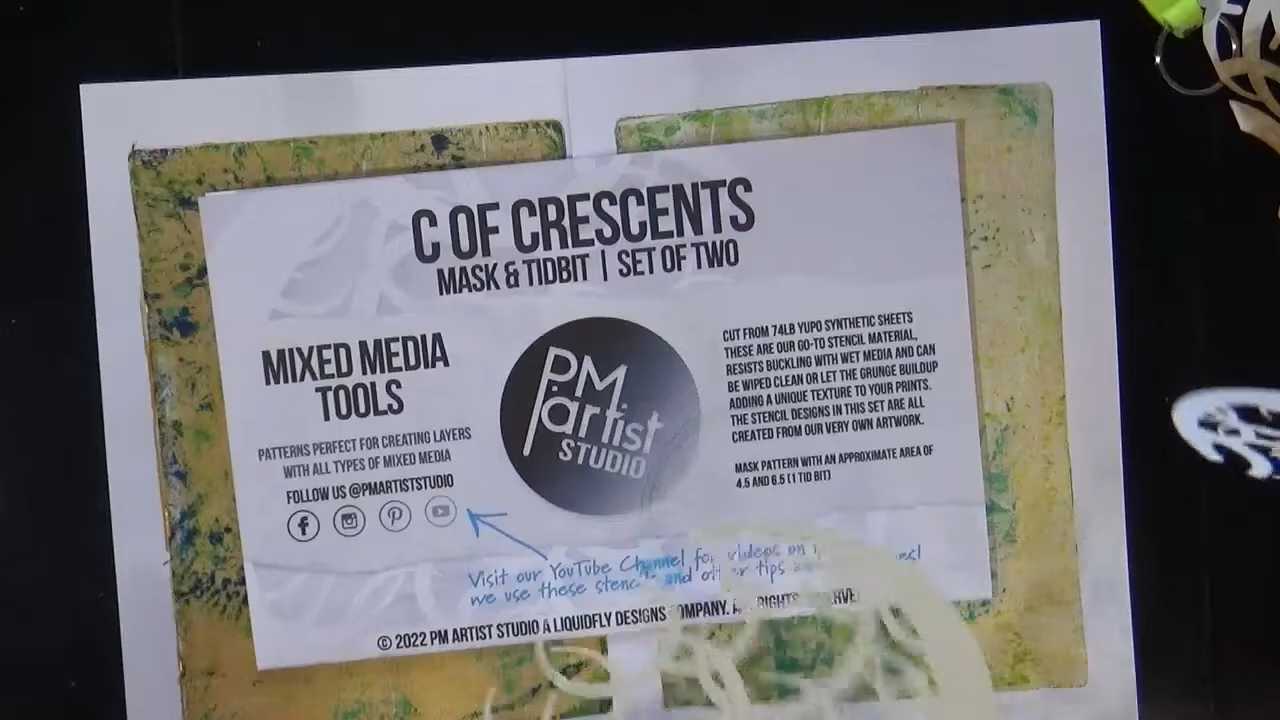 C OF CRESCENTS
MASK & TIDBIT | SET OF TWO
MIXED MEDIA
TOOLS
PATTERNS PERFECT FOR CREATING LAYERS
WITH ALL TYPES OF MIXED MEDIA
FOLLOW US @PMARTISTSTUDIO
PM
artist
STUDIO
CUT FROM 74LB YUPO SYNTHETIC SHEETS
THESE ARE OUR GO-TO STENCIL MATERIAL,
RESISTS BUCKLING WITH WET MEDIA AND CAN
BE WIPED CLEAN OR LET THE GRUNGE BUILDUP
ADDING A UNIQUE TEXTURE TO YOUR PRINTS.
THE STENCIL DESIGNS IN THIS SET ARE ALL
CREATED FROM OUR VERY OWN ARTWORK.
MASK PATTERN WITH AN APPROXIMATE AREA OF
4.5 AND 6.5 (1 TID BIT)
Visit our YouTube Channel for videos on
we use these and other tips
© 2022 PM ARTIST STUDIO A LIQUIDFLY DESIGNS COMPANY.